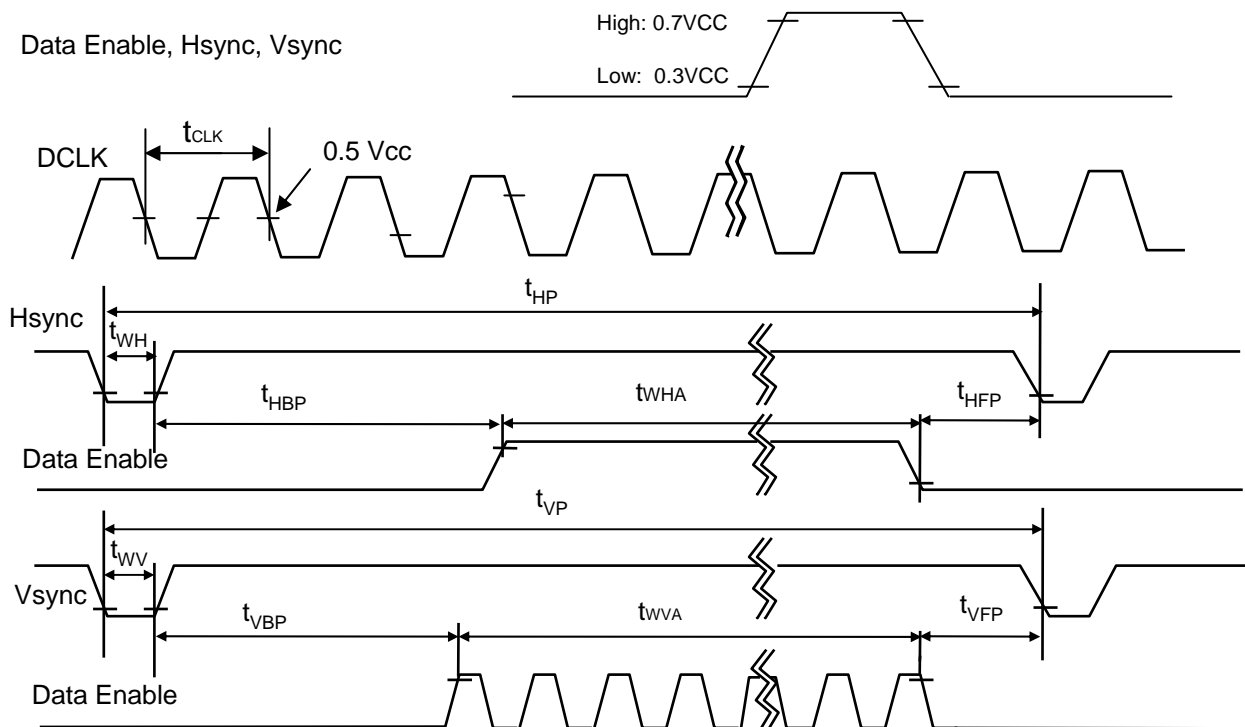 High: 0.7VCC
Data Enable, Hsync, Vsync
Low: 0.3VCC
tCLK
DCLK
0.5 Vcc
tHP
Hsync
tWH
tHBP
tWHA
tHFP
Data Enable
tVP
tWV
Vsync
tVBP
tWVA
tVFP
Data Enable